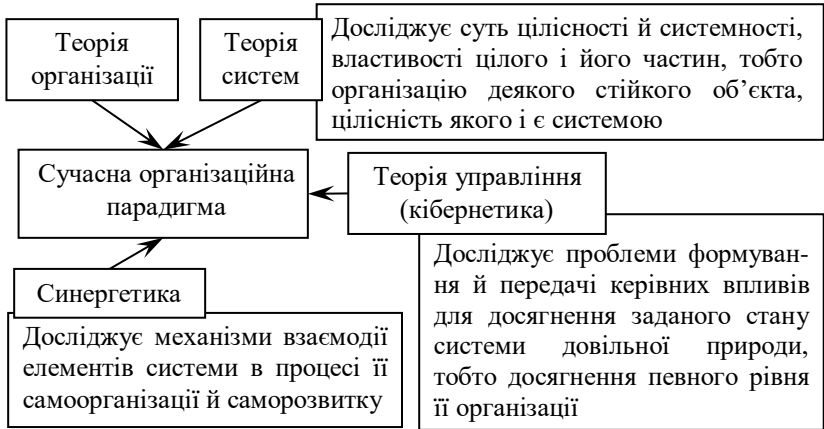 Теорія
організації
Теорія
систем
Досліджує суть цілісності й системності,
властивості цілого і його частин, тобто
організацію деякого стійкого об’єкта,
цілісність якого і є системою
Сучасна організаційна
парадигма
Теорія управління
(кібернетика)
Синергетика
Досліджує механізми взаємодії
елементів системи в процесі її
самоорганізації й саморозвитку
Досліджує проблеми формуван-
ня й передачі керівних впливів
для досягнення заданого стану
системи довільної природи,
тобто досягнення певного рівня
її організації